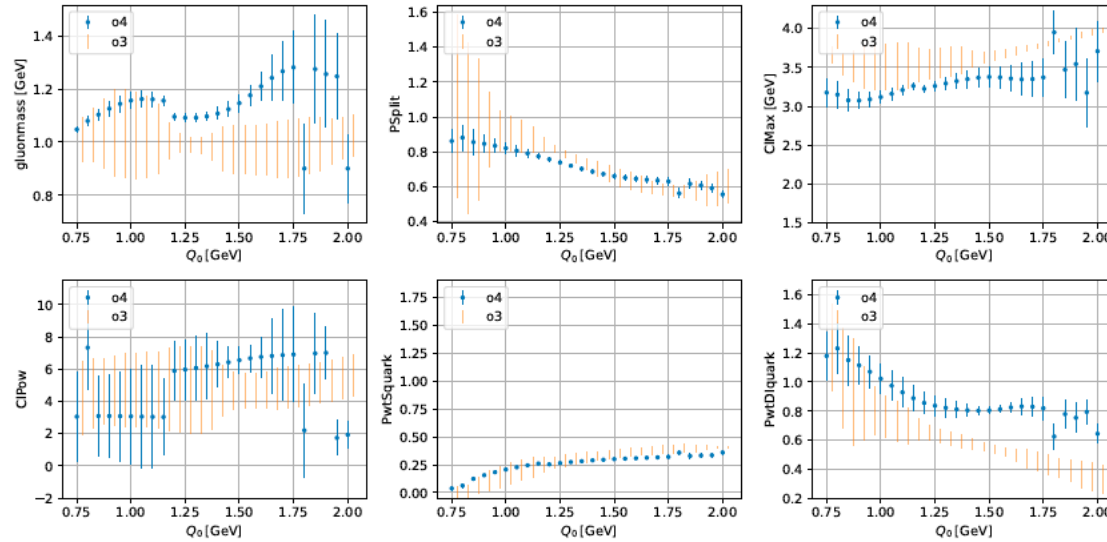 o4
o3
gluonmass [GeV]
1.4
1.2
1.0
0.8
0.75 1.00 1.25 1.50 1.75 2.00
Q₀ [GeV]
o4
o3
PSplit
1.6
1.4
1.2
1.0
0.8
0.6
0.4
0.75 1.00 1.25 1.50 1.75 2.00
Q₀ [GeV]
o4
o3
ClMax [GeV]
4.0
3.5
3.0
2.5
2.0
1.5
0.75 1.00 1.25 1.50 1.75 2.00
Q₀ [GeV]
o4
o3
ClPow
10
8
6
4
2
0
−2
0.75 1.00 1.25 1.50 1.75 2.00
Q₀ [GeV]
o4
o3
PwtSquark
1.75
1.50
1.25
1.00
0.75
0.50
0.25
0.00
0.75 1.00 1.25 1.50 1.75 2.00
Q₀ [GeV]
o4
o3
PwtDIquark
1.6
1.4
1.2
1.0
0.8
0.6
0.4
0.2
0.75 1.00 1.25 1.50 1.75 2.00
Q₀ [GeV]